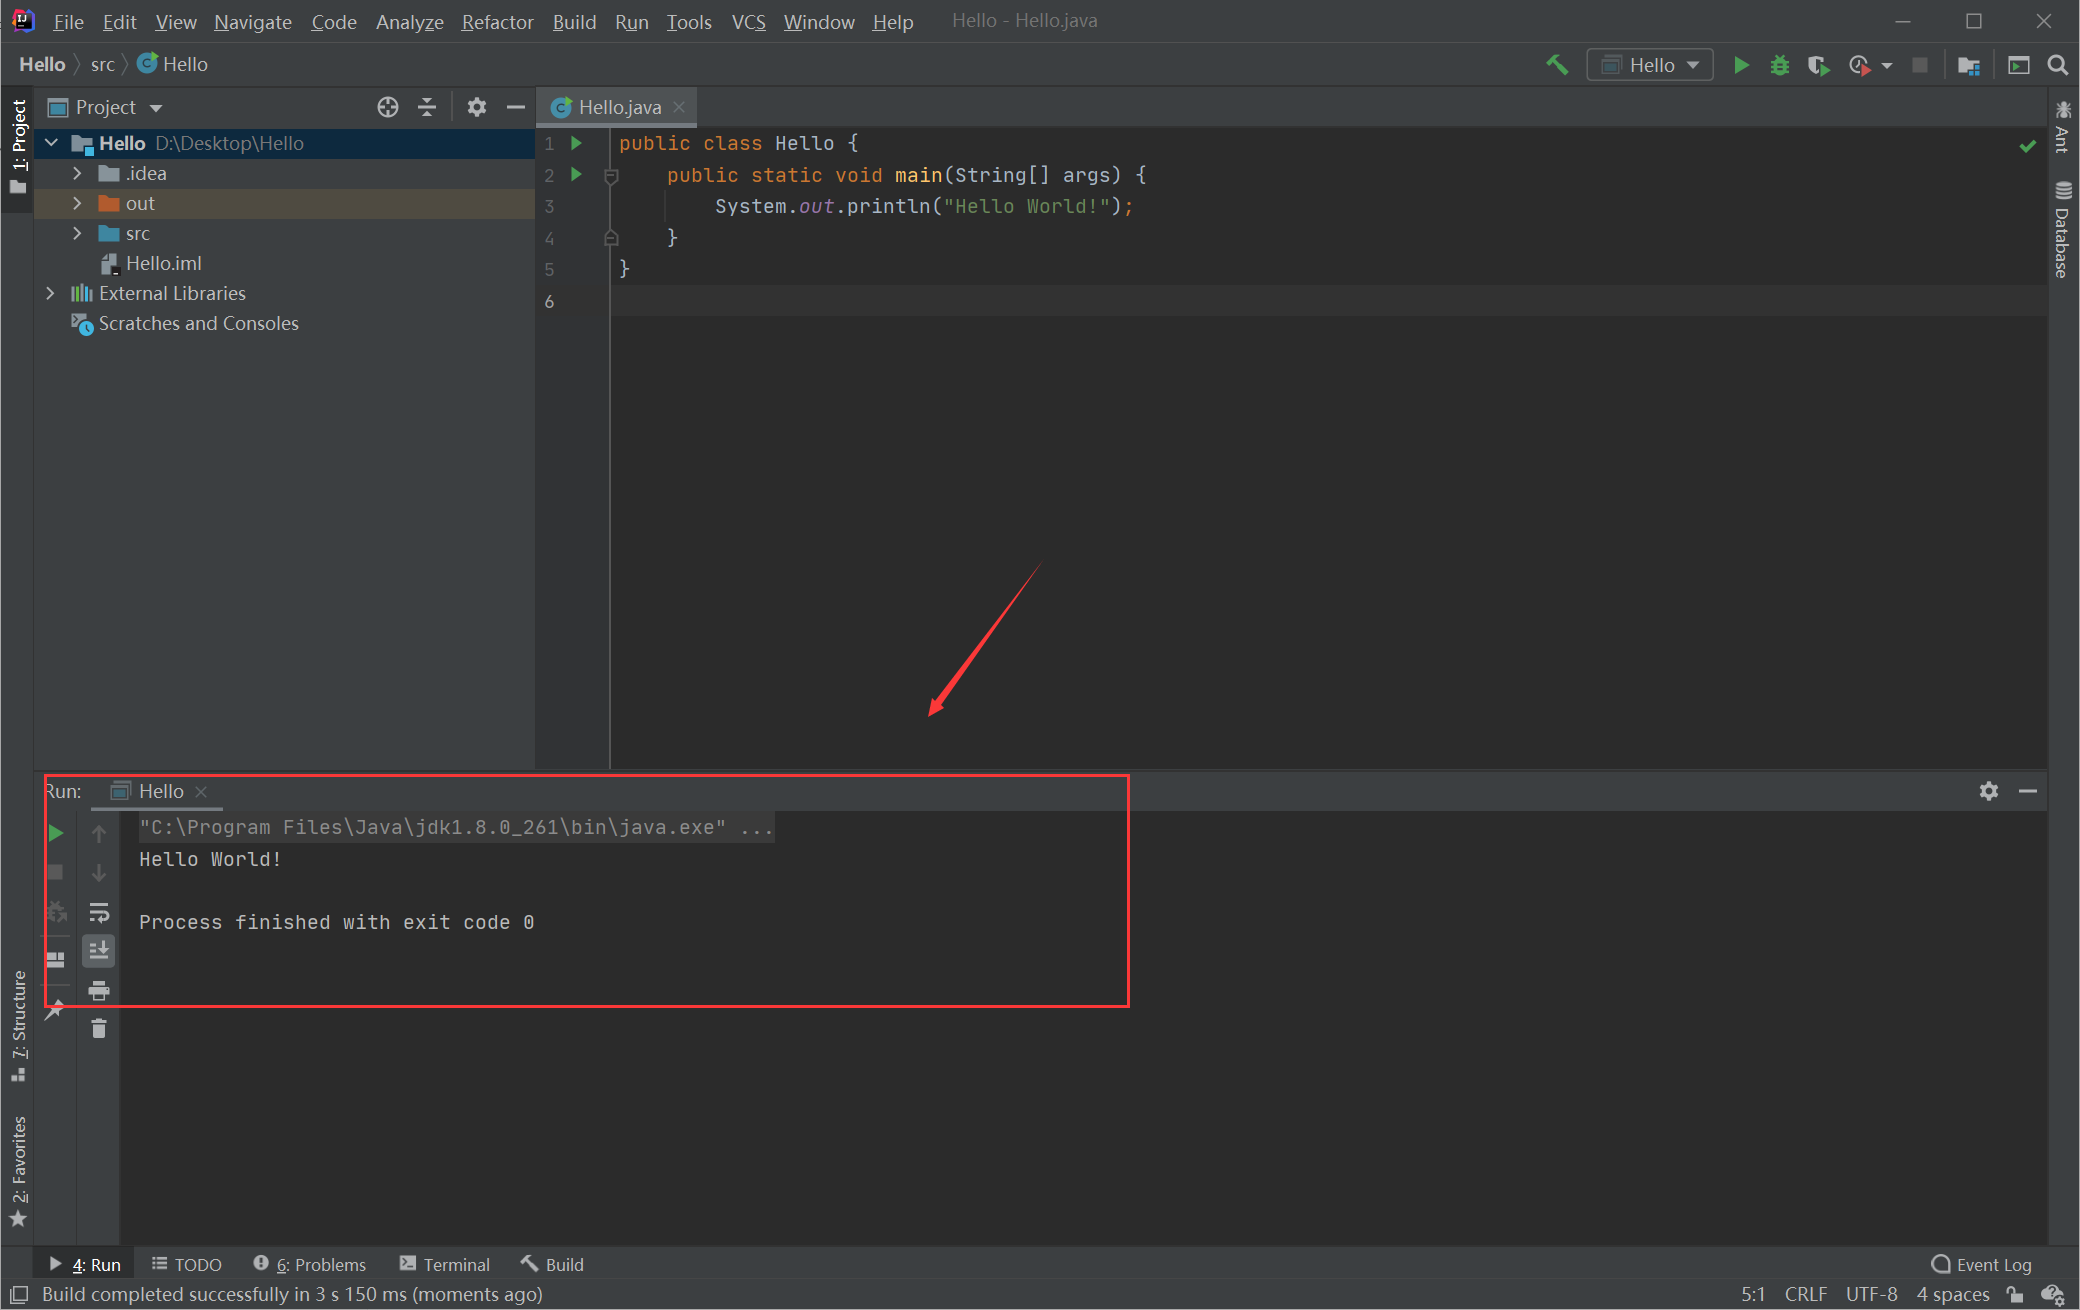 File Edit View Navigate Code Analyze Refactor Build Run Tools VCS Window Help Hello - Hello.java
Hello src Hello
Hello
1: Project
Project
Hello.java
Hello D:\Desktop\Hello
.idea
out
src
Hello.iml
External Libraries
Scratches and Consoles
1 public class Hello {
2 public static void main(String[] args) {
3 System.out.println("Hello World!");
4 }
5 }
6
Ant
Database
Run: Hello
"C:\Program Files\Java\jdk1.8.0_261\bin\java.exe" ...
Hello World!
Process finished with exit code 0
7: Structure
2: Favorites
4: Run TODO 6: Problems Terminal Build Event Log
Build completed successfully in 3 s 150 ms (moments ago) 5:1 CRLF UTF-8 4 spaces